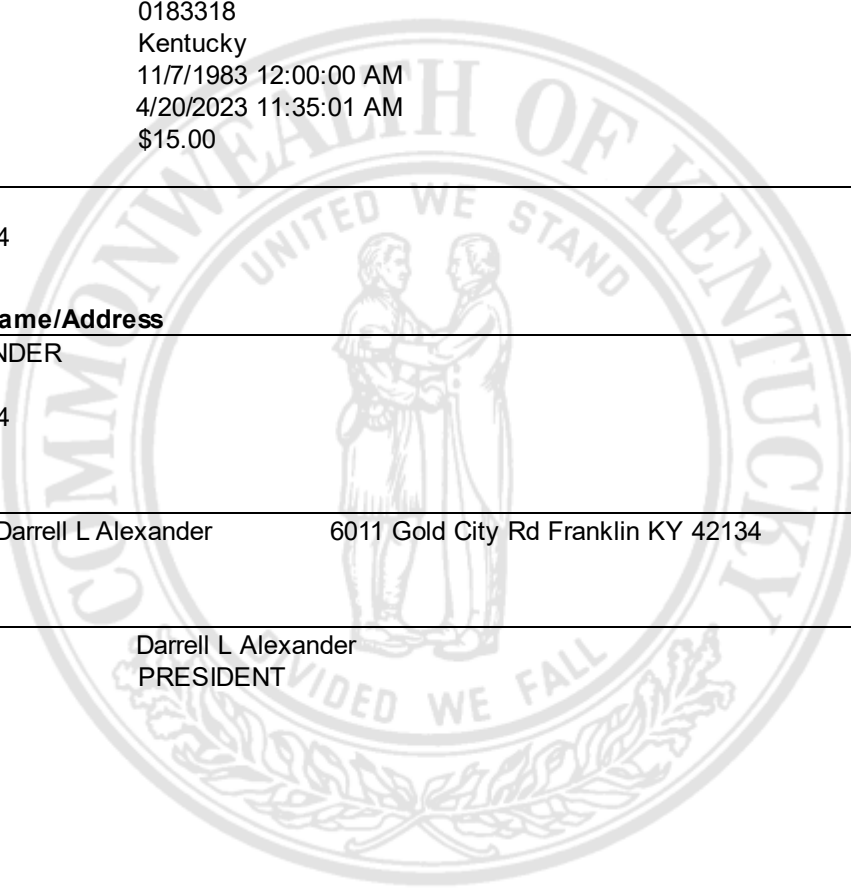 0183318
Kentucky
11/7/1983 12:00:00 AM
4/20/2023 11:35:01 AM
$15.00
4
ame/Address
NDER
4
Darrell L Alexander 6011 Gold City Rd Franklin KY 42134
Darrell L Alexander
PRESIDENT
COMMONWEALTH OF KENTUCKY
UNITED WE STAND
DIVIDED WE FALL